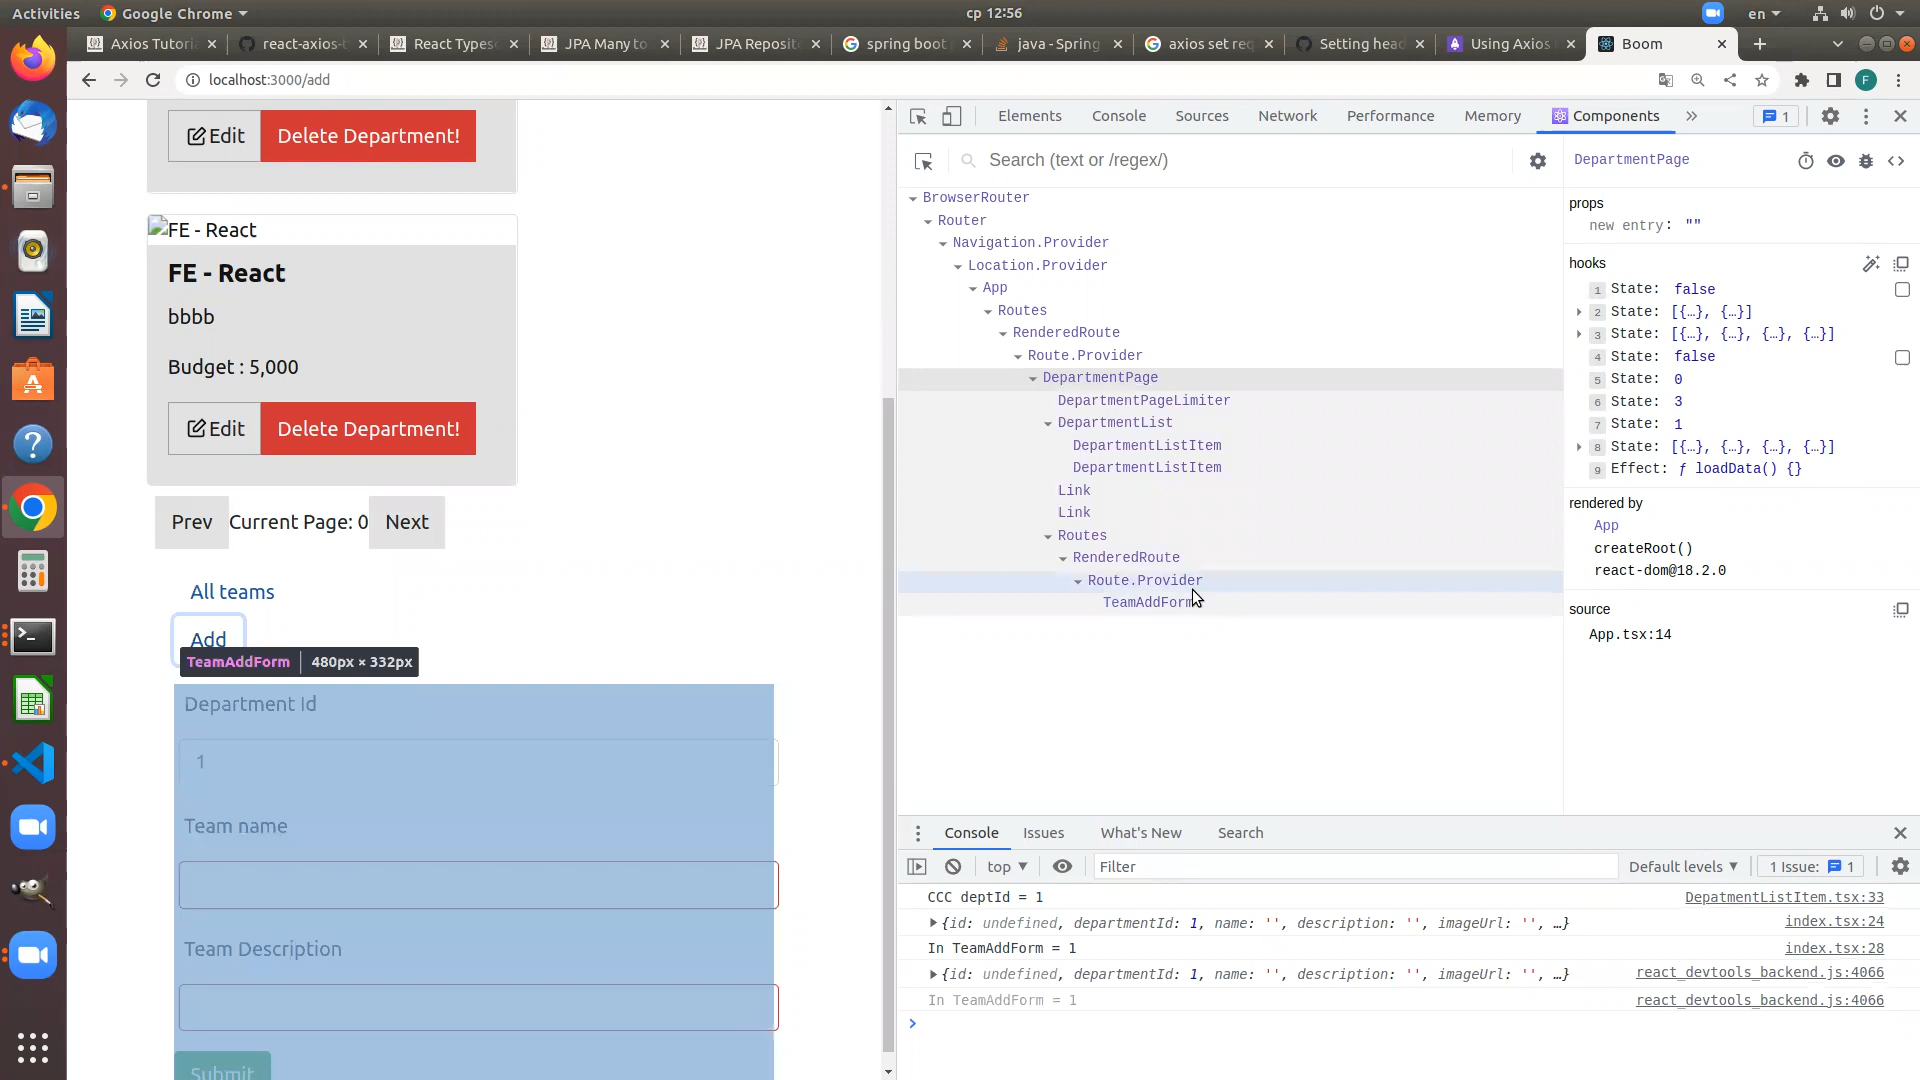 Activities
Google Chrome
ср 12:56
en
Axios Tutori
react-axios-t
React Types
JPA Many to
JPA Reposit
spring boot
java - Spring
axios set req
Setting head
Using Axios
Boom
localhost:3000/add
F
Edit
Delete Department!
FE - React
FE - React
bbbb
Budget : 5,000
Edit
Delete Department!
Prev
Current Page: 0
Next
All teams
Add
TeamAddForm
480px × 332px
Department Id
1
Team name
Team Description
Submit
Elements
Console
Sources
Network
Performance
Memory
Components
1
Search (text or /regex/)
BrowserRouter
Router
Navigation.Provider
Location.Provider
App
Routes
RenderedRoute
Route.Provider
DepartmentPage
DepartmentPageLimiter
DepartmentList
DepartmentListItem
DepartmentListItem
Link
Link
Routes
RenderedRoute
Route.Provider
TeamAddForm
DepartmentPage
props
new entry: ""
hooks
1 State: false
2 State: [{…}, {…}]
3 State: [{…}, {…}, {…}, {…}]
4 State: false
5 State: 0
6 State: 3
7 State: 1
8 State: [{…}, {…}, {…}, {…}]
9 Effect: ƒ loadData() {}
rendered by
App
createRoot()
react-dom@18.2.0
source
App.tsx:14
Console
Issues
What's New
Search
top
Filter
Default levels
1 Issue: 1
CCC deptId = 1
DepatmentListItem.tsx:33
{id: undefined, departmentId: 1, name: '', description: '', imageUrl: '', …}
index.tsx:24
In TeamAddForm = 1
index.tsx:28
{id: undefined, departmentId: 1, name: '', description: '', imageUrl: '', …}
react_devtools_backend.js:4066
In TeamAddForm = 1
react_devtools_backend.js:4066